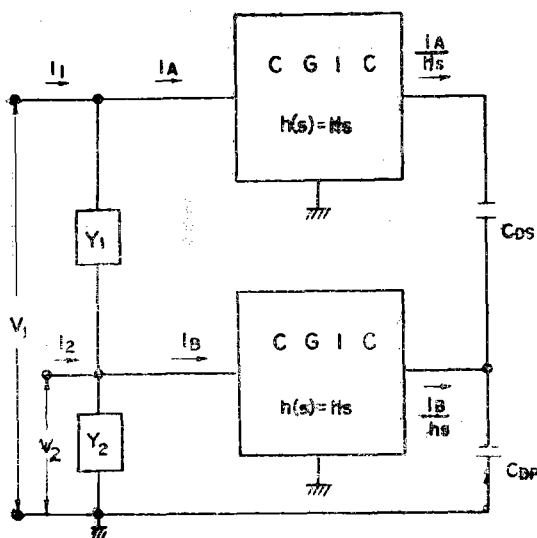 I1
IA
C G I C
h(s)=Hs
IA
Hs
CDS
Y1
V1
I2
IB
C G I C
h(s)=Hs
IB
hs
V2
Y2
CDP